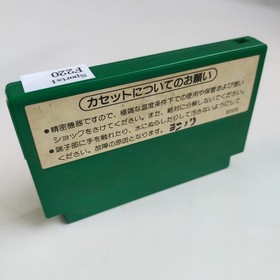 Sports1
F220
カセットについてのお願い
●精密機器ですので、極端な温度条件下での使用や保管および強い
ショックをさけてください。また、絶対に分解しないでください。
●端子部に手を触れたり、水にぬらしたりして汚さないようにして
ください。故障の原因となります。